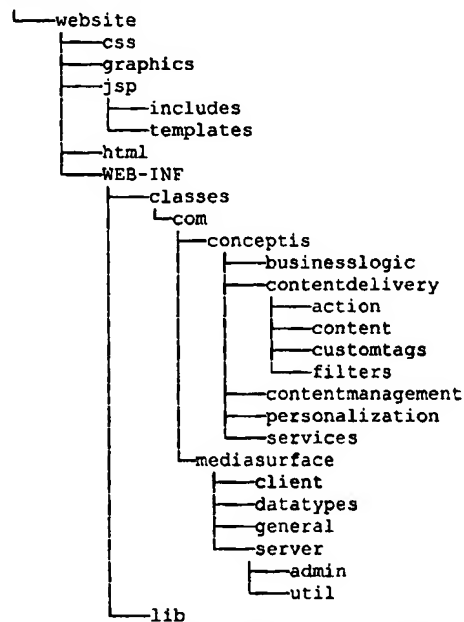 website
css
graphics
jsp
includes
templates
html
WEB-INF
classes
com
conceptis
businesslogic
contentdelivery
action
content
customtags
filters
contentmanagement
personalization
services
mediasurface
client
datatypes
general
server
admin
util
lib